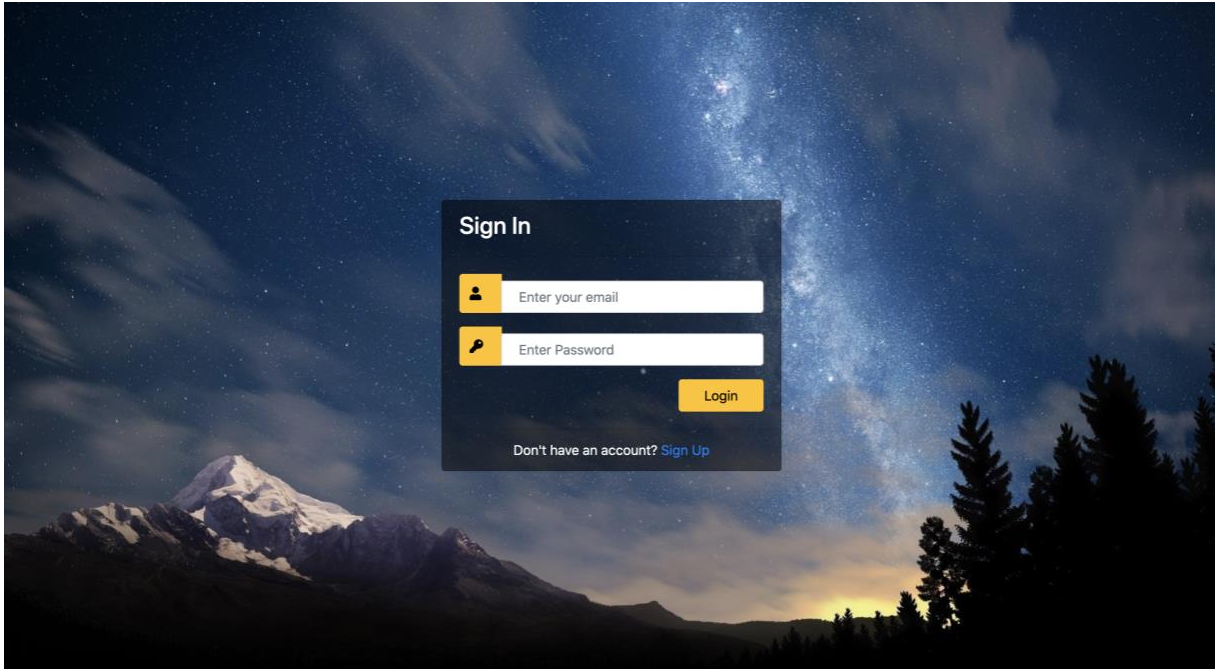 Sign In
Enter your email
Enter Password
Login
Don't have an account? Sign Up